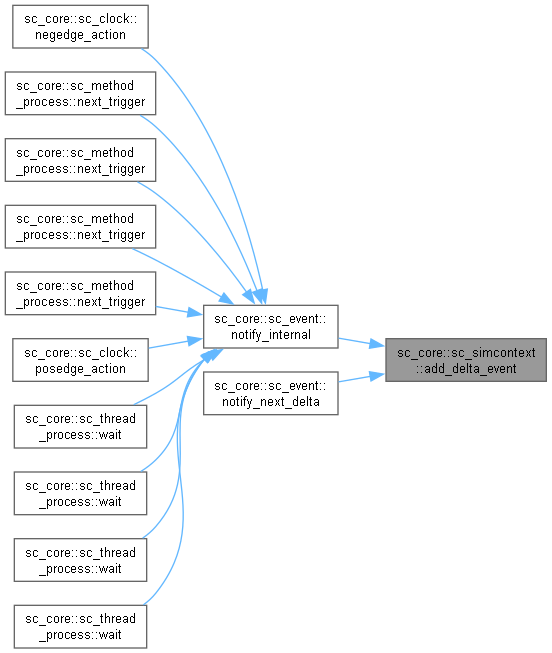 sc_core::sc_clock::
negedge_action
sc_core::sc_method
_process::next_trigger
sc_core::sc_method
_process::next_trigger
sc_core::sc_method
_process::next_trigger
sc_core::sc_method
_process::next_trigger
sc_core::sc_clock::
posedge_action
sc_core::sc_thread
_process::wait
sc_core::sc_thread
_process::wait
sc_core::sc_thread
_process::wait
sc_core::sc_thread
_process::wait
sc_core::sc_event::
notify_internal
sc_core::sc_event::
notify_next_delta
sc_core::sc_simcontext
::add_delta_event